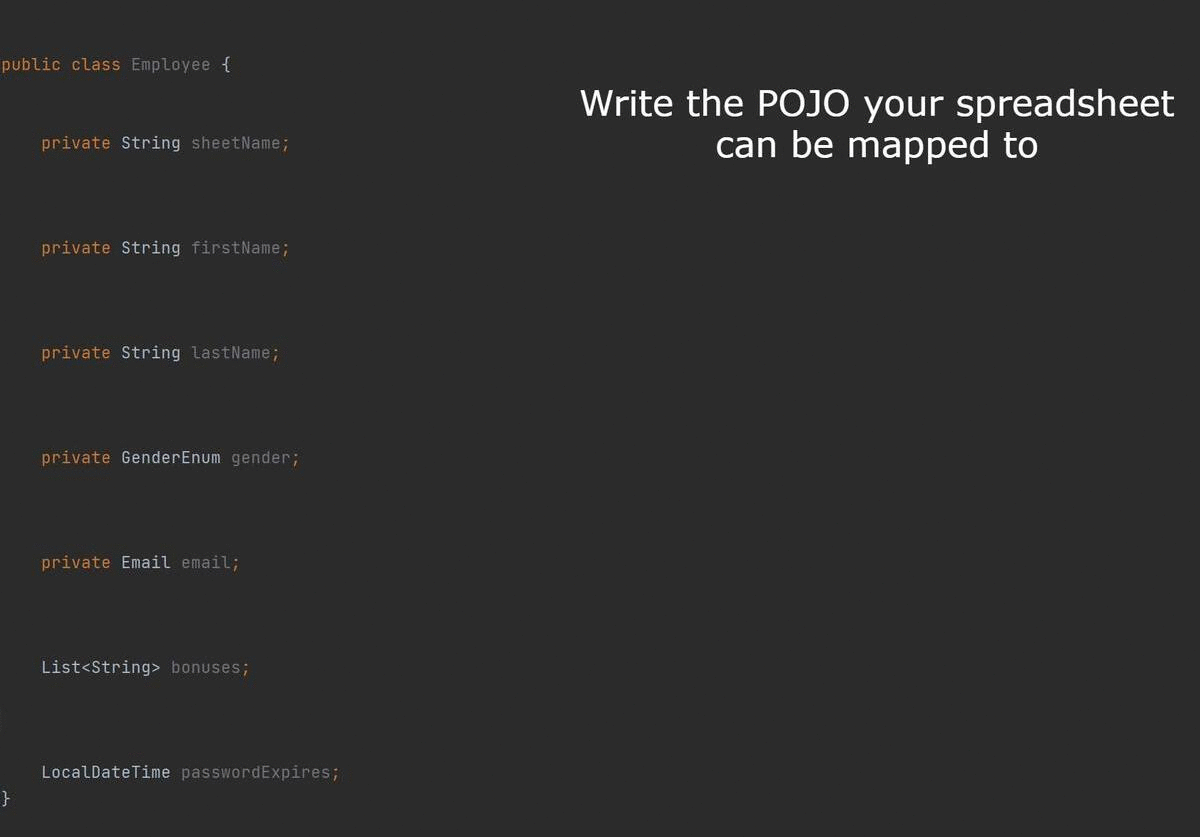 public class Employee {
Write the POJO your spreadsheet
can be mapped to
private String sheetName;
private String firstName;
private String lastName;
private GenderEnum gender;
private Email email;
List<String> bonuses;
LocalDateTime passwordExpires;
}